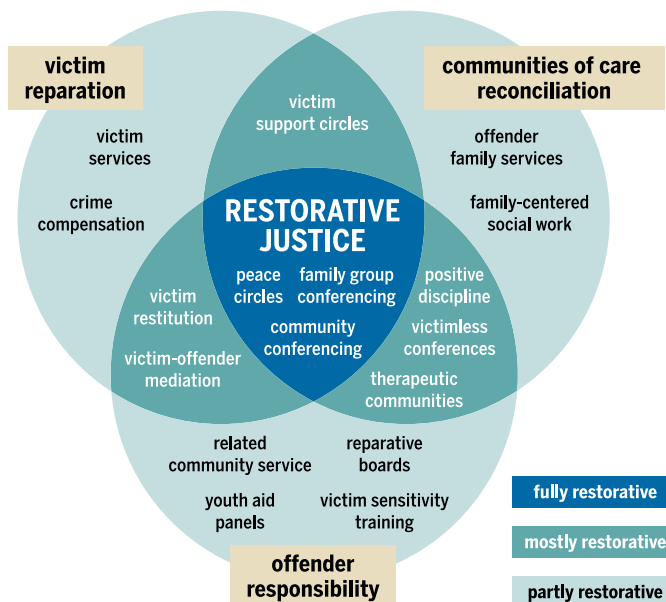 victim
reparation
communities of care
reconciliation
victim
support circles
victim
services
crime
compensation
offender
family services
family-centered
social work
RESTORATIVE
JUSTICE
peace
circles
family group
conferencing
community
conferencing
victim
restitution
victim-offender
mediation
positive
discipline
victimless
conferences
therapeutic
communities
related
community service
reparative
boards
youth aid
panels
victim sensitivity
training
offender
responsibility
fully restorative
mostly restorative
partly restorative